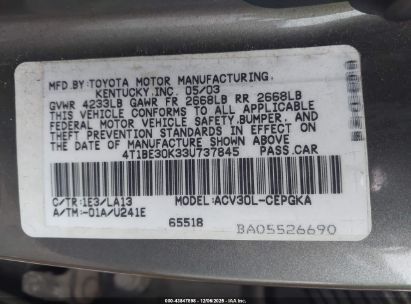 MFD.BY:TOYOTA MOTOR MANUFACTURING,
KENTUCKY,INC. 05/03
GVWR 4233LB GAWR FR 2668LB RR 2668LB
THIS VEHICLE CONFORMS TO ALL APPLICABLE
FEDERAL MOTOR VEHICLE SAFETY,BUMPER, AND
THEFT PREVENTION STANDARDS IN EFFECT ON
THE DATE OF MANUFACTURE SHOWN ABOVE.
4T1BE30K33U737845 PASS.CAR
C/TR:1E3/LA13 MODEL:ACV30L-CEPGKA
A/TM:-01A/U241E
65518 BA05526690